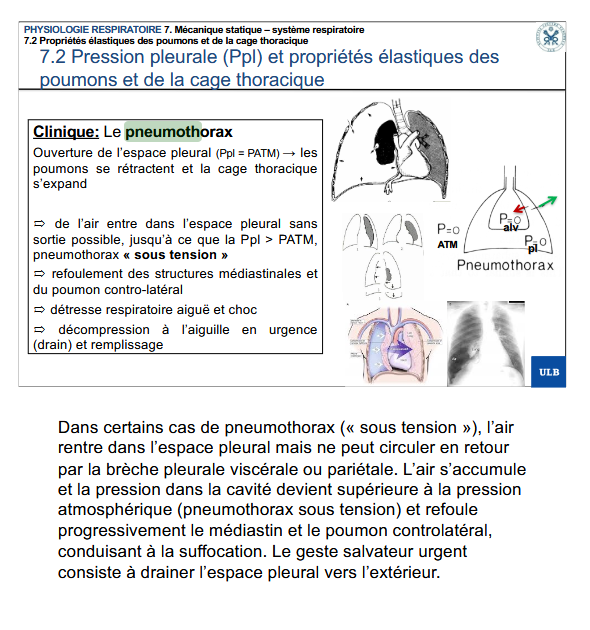 PHYSIOLOGIE RESPIRATOIRE 7. Mécanique statique – système respiratoire
7.2 Propriétés élastiques des poumons et de la cage thoracique
7.2 Pression pleurale (Ppl) et propriétés élastiques des
poumons et de la cage thoracique
Clinique: Le pneumothorax
Ouverture de l'espace pleural (Ppl = PATM) → les
poumons se rétractent et la cage thoracique
s'expand
⇨ de l'air entre dans l'espace pleural sans
sortie possible, jusqu'à ce que la Ppl > PATM,
pneumothorax « sous tension »
⇨ refoulement des structures médiastinales et
du poumon contro-latéral
⇨ détresse respiratoire aiguë et choc
⇨ décompression à l'aiguille en urgence
(drain) et remplissage
P=0
ATM
P=0
alv
P=0
pl
Pneumothorax
ULB
Dans certains cas de pneumothorax (« sous tension »), l'air
rentre dans l'espace pleural mais ne peut circuler en retour
par la brèche pleurale viscérale ou pariétale. L'air s'accumule
et la pression dans la cavité devient supérieure à la pression
atmosphérique (pneumothorax sous tension) et refoule
progressivement le médiastin et le poumon controlatéral,
conduisant à la suffocation. Le geste salvateur urgent
consiste à drainer l'espace pleural vers l'extérieur.